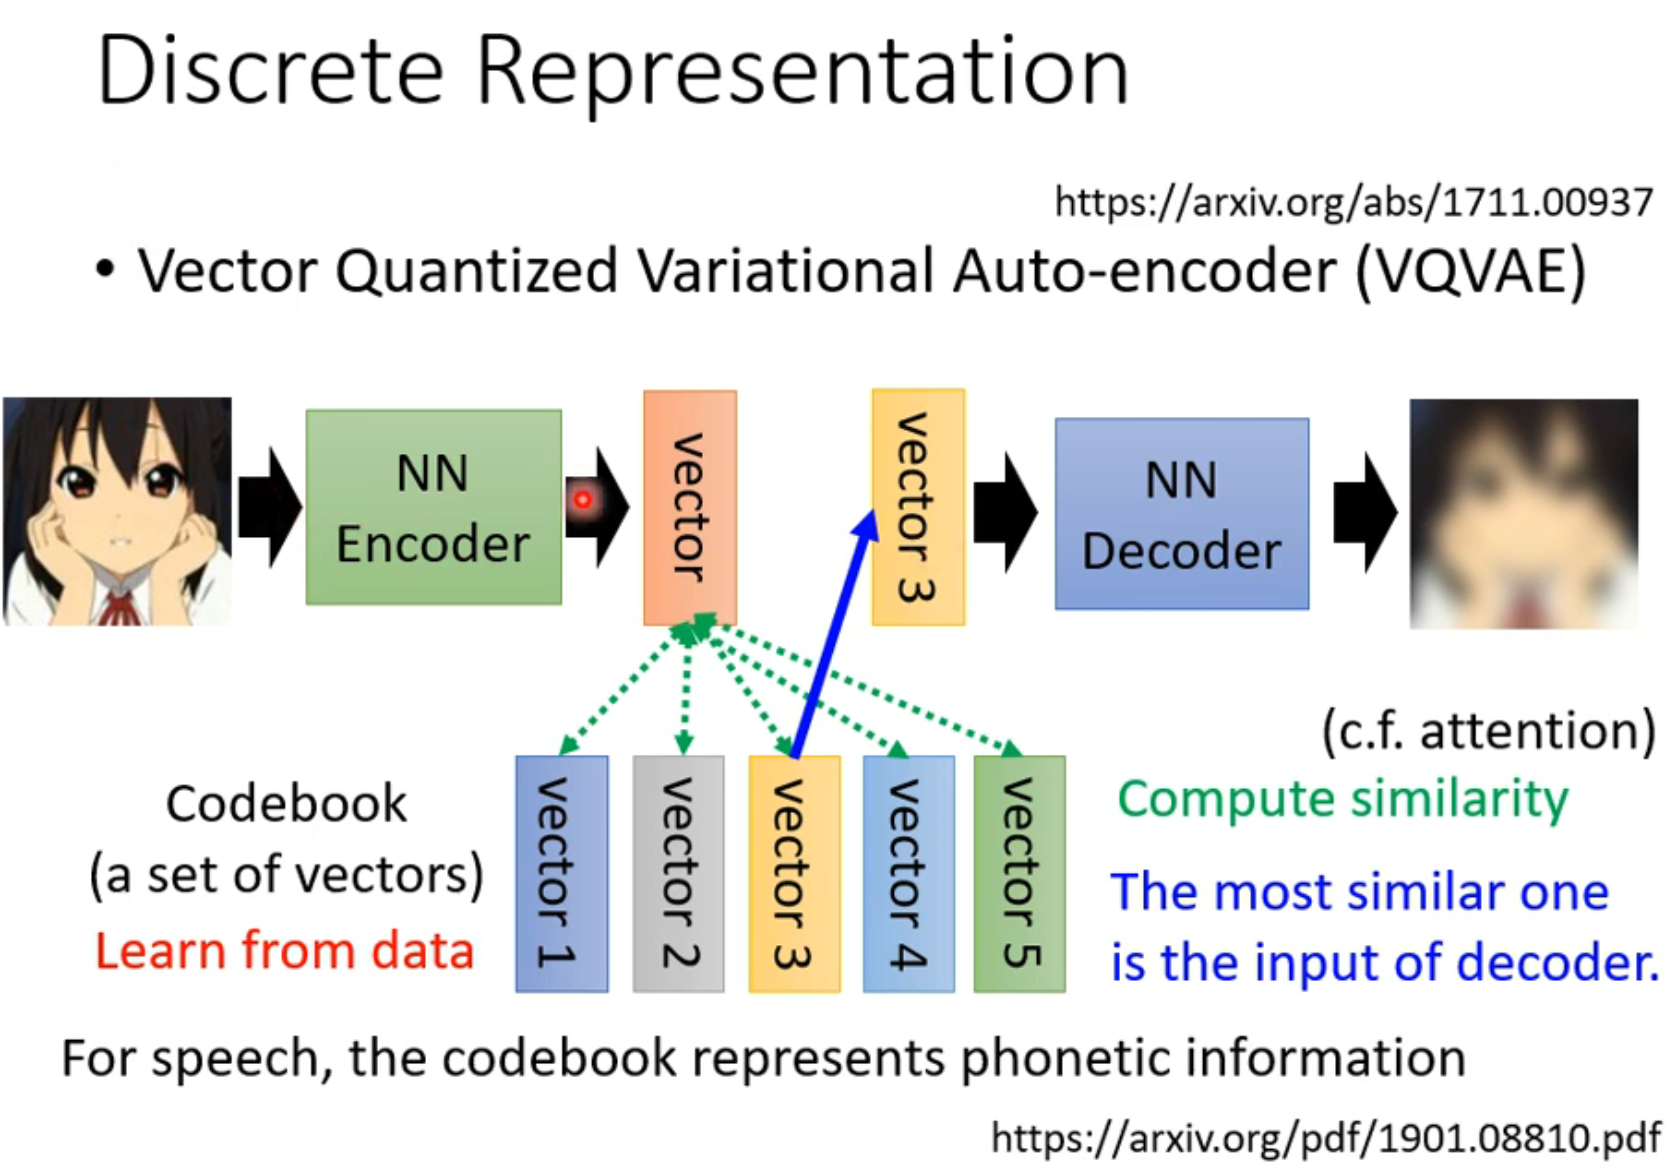 Discrete Representation
https://arxiv.org/abs/1711.00937
• Vector Quantized Variational Auto-encoder (VQVAE)
NN
Encoder
vector
vector 3
NN
Decoder
(c.f. attention)
Compute similarity
The most similar one
is the input of decoder.
Codebook
(a set of vectors)
Learn from data
vector 1
vector 2
vector 3
vector 4
vector 5
For speech, the codebook represents phonetic information
https://arxiv.org/pdf/1901.08810.pdf